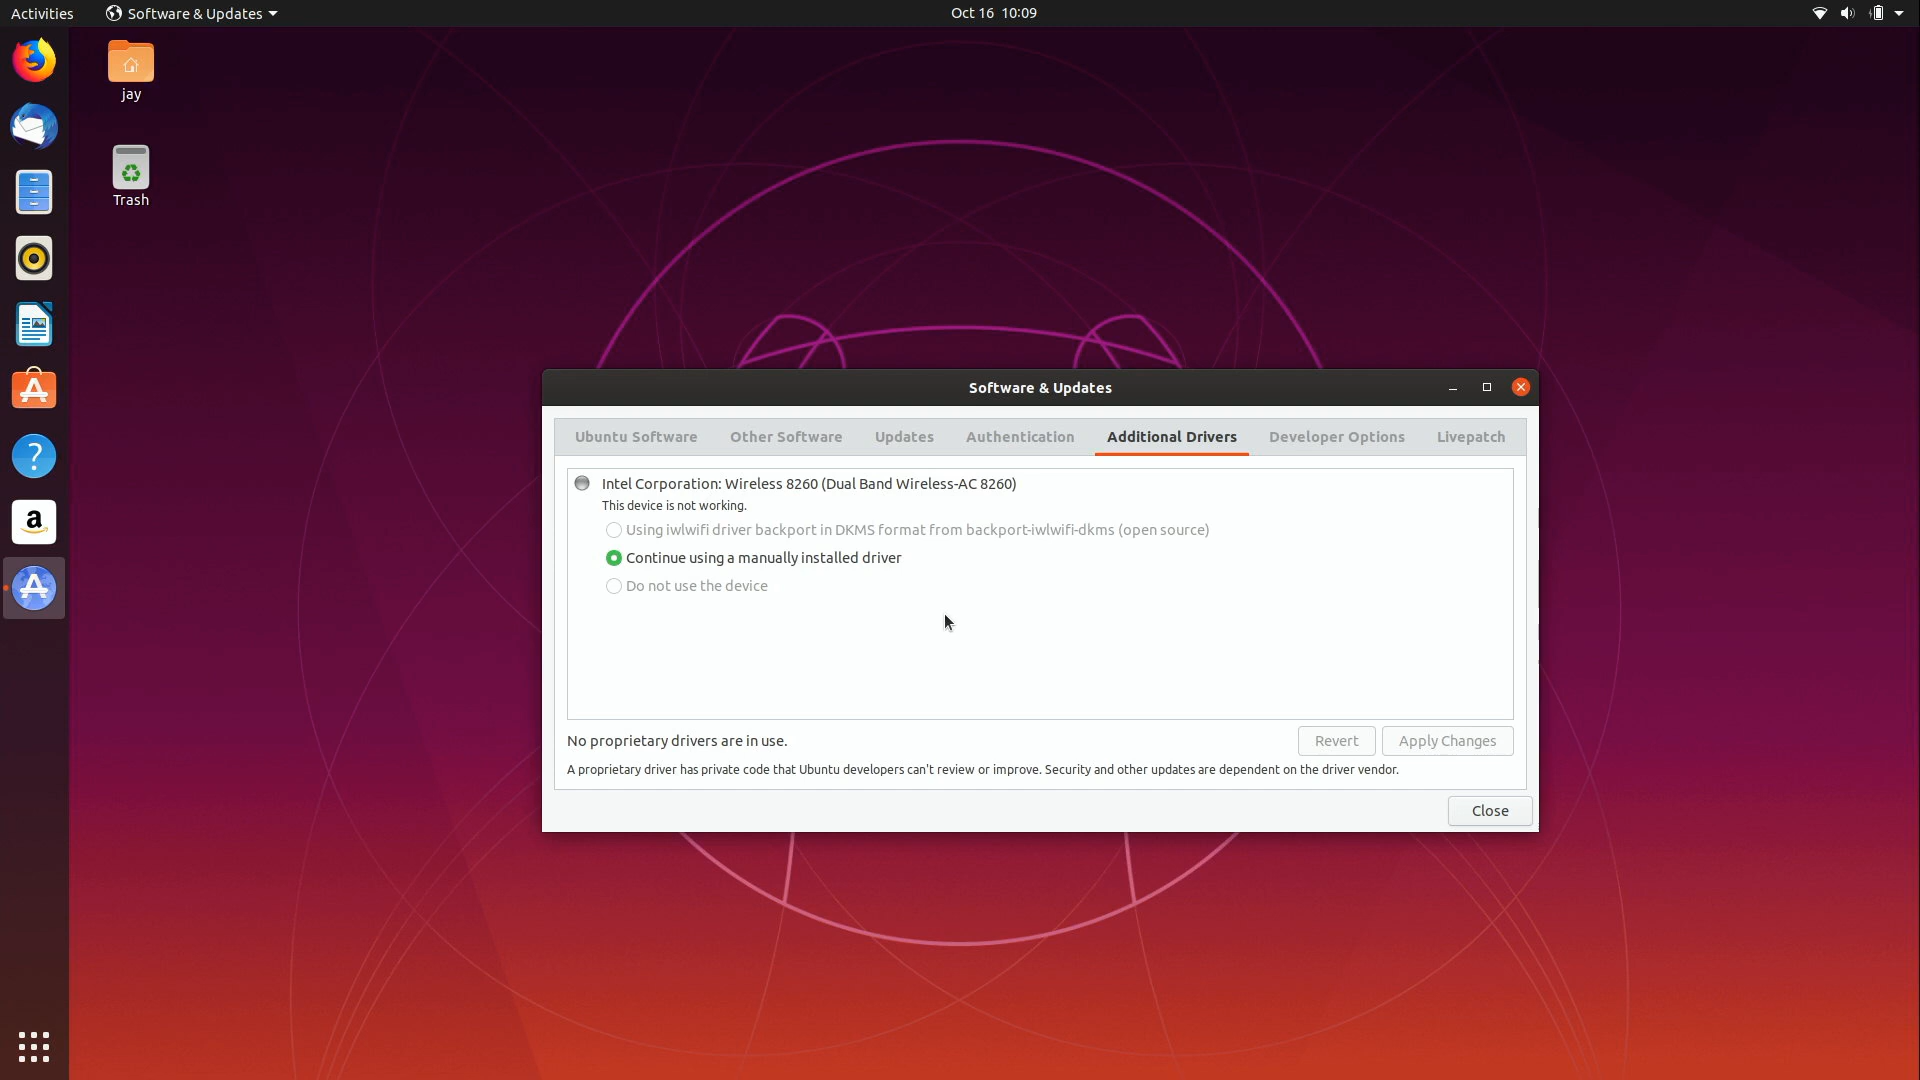 Activities
Software & Updates
Oct 16 10:09
jay
Trash
Software & Updates
Ubuntu Software
Other Software
Updates
Authentication
Additional Drivers
Developer Options
Livepatch
Intel Corporation: Wireless 8260 (Dual Band Wireless-AC 8260)
This device is not working.
Using iwlwifi driver backport in DKMS format from backport-iwlwifi-dkms (open source)
Continue using a manually installed driver
Do not use the device
No proprietary drivers are in use.
Revert
Apply Changes
A proprietary driver has private code that Ubuntu developers can't review or improve. Security and other updates are dependent on the driver vendor.
Close